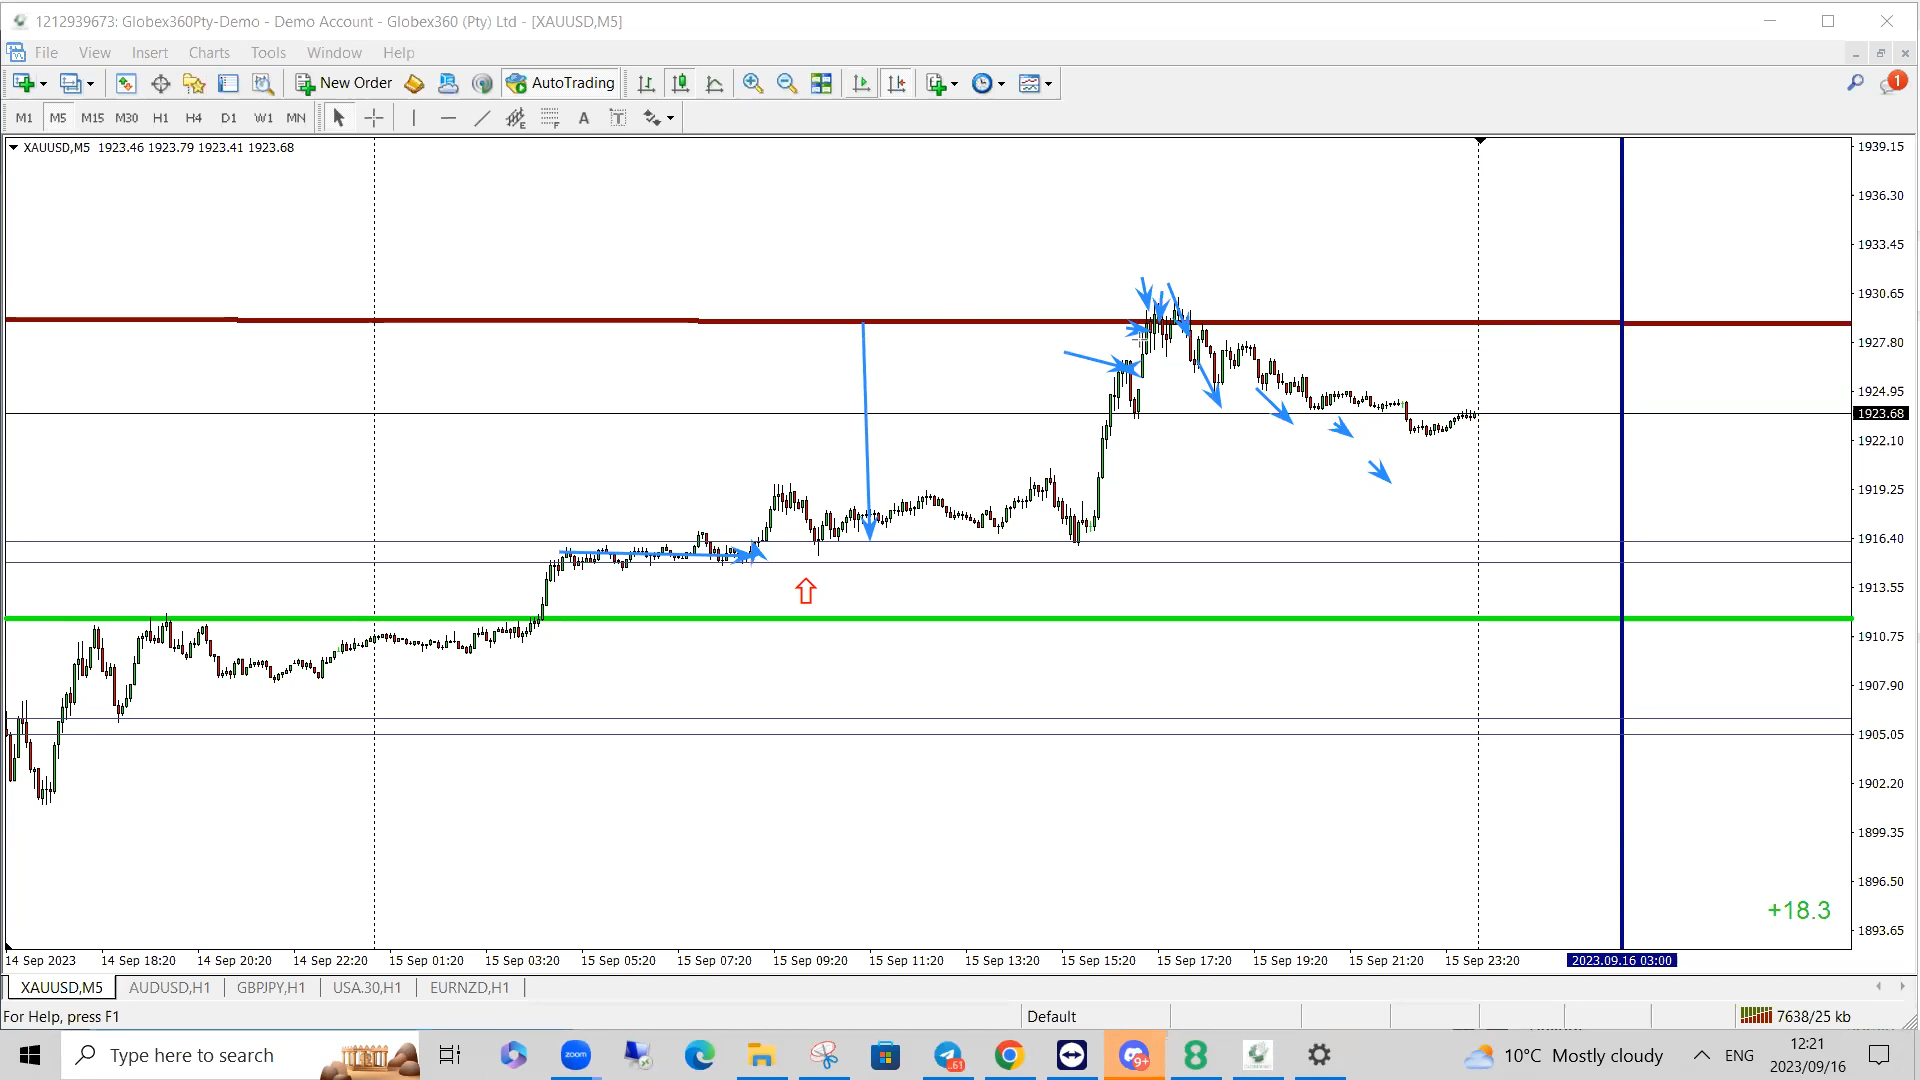 1212939673: Globex360Pty-Demo - Demo Account - Globex360 (Pty) Ltd - [XAUUSD,M5]
File View Insert Charts Tools Window Help
New Order AutoTrading 1
M1 M5 M15 M30 H1 H4 D1 W1 MN E F A T
XAUUSD,M5 1923.46 1923.79 1923.41 1923.68
1939.15
1936.30
1933.45
1930.65
1927.80
1924.95
1923.68
1922.10
1919.25
1916.40
1913.55
1910.75
1907.90
1905.05
1902.20
1899.35
1896.50
+18.3
1893.65
14 Sep 2023 14 Sep 18:20 14 Sep 20:20 14 Sep 22:20 15 Sep 01:20 15 Sep 03:20 15 Sep 05:20 15 Sep 07:20 15 Sep 09:20 15 Sep 11:20 15 Sep 13:20 15 Sep 15:20 15 Sep 17:20 15 Sep 19:20 15 Sep 21:20 15 Sep 23:20 2023.09.16 03:00
XAUUSD,M5 AUDUSD,H1 GBPJPY,H1 USA.30,H1 EURNZD,H1
For Help, press F1 Default 7638/25 kb
Type here to search zoom 61 9+ 8 10°C Mostly cloudy ENG 12:21
2023/09/16